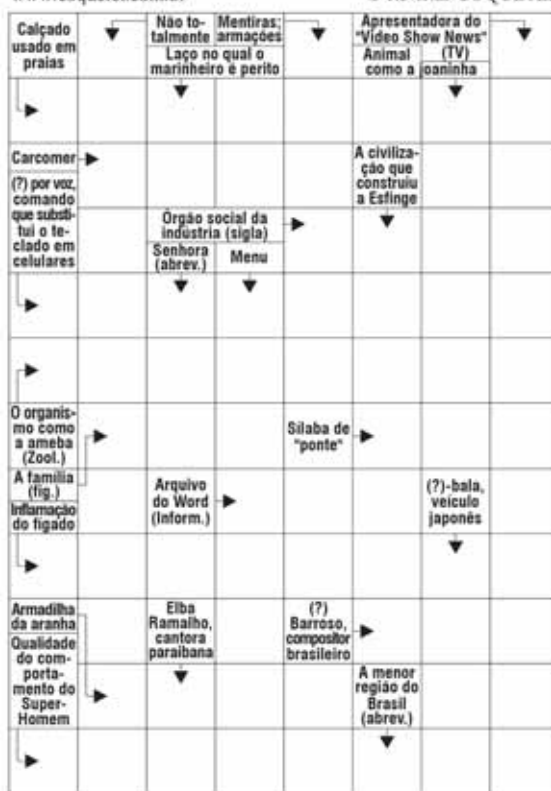 Calçado
usado em
praias
Não to-
talmente
Mentiras;
armações
Laço no qual o
marinheiro é perito
Apresentadora do
"Vídeo Show News"
(TV)
Animal
como a joaninha
Carcomer
(?) por voz,
comando
que substi-
tui o te-
clado em
celulares
A civiliza-
ção que
construiu
a Esfinge
Órgão social da
indústria (sigla)
Senhora
(abrev.)
Menu
O organis-
mo como
a ameba
(Zool.)
Sílaba de
"ponte"
A família
(fig.)
Inflamação
do fígado
Arquivo
do Word
(Inform.)
(?)-bala,
veículo
japonês
Armadilha
da aranha
Qualidade
do com-
porta-
mento do
Super-
Homem
Elba
Ramalho,
cantora
paraibana
(?)
Barroso,
compositor
brasileiro
A menor
região do
Brasil
(abrev.)